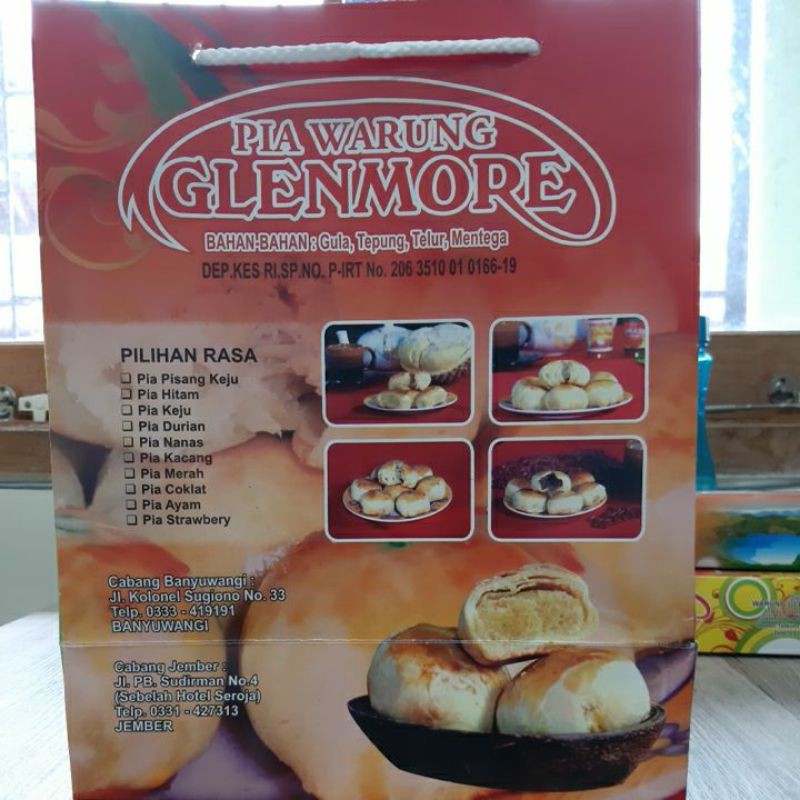 PIA WARUNG
GLENMORE
BAHAN-BAHAN : Gula, Tepung, Telur, Mentega
DEP.KES RI.SP.NO. P-IRT No. 206 3510 01 0166-19
PILIHAN RASA
Pia Pisang Keju
Pia Hitam
Pia Keju
Pia Durian
Pia Nanas
Pia Kacang
Pia Merah
Pia Coklat
Pia Ayam
Pia Strawbery
Cabang Banyuwangi :
Jl. Kolonel Sugiono No. 33
Telp. 0333 - 419191
BANYUWANGI
Cabang Jember :
Jl. PB. Sudirman No.4
(Sebelah Hotel Seroja)
Telp. 0331 - 427313
JEMBER
WARUNG